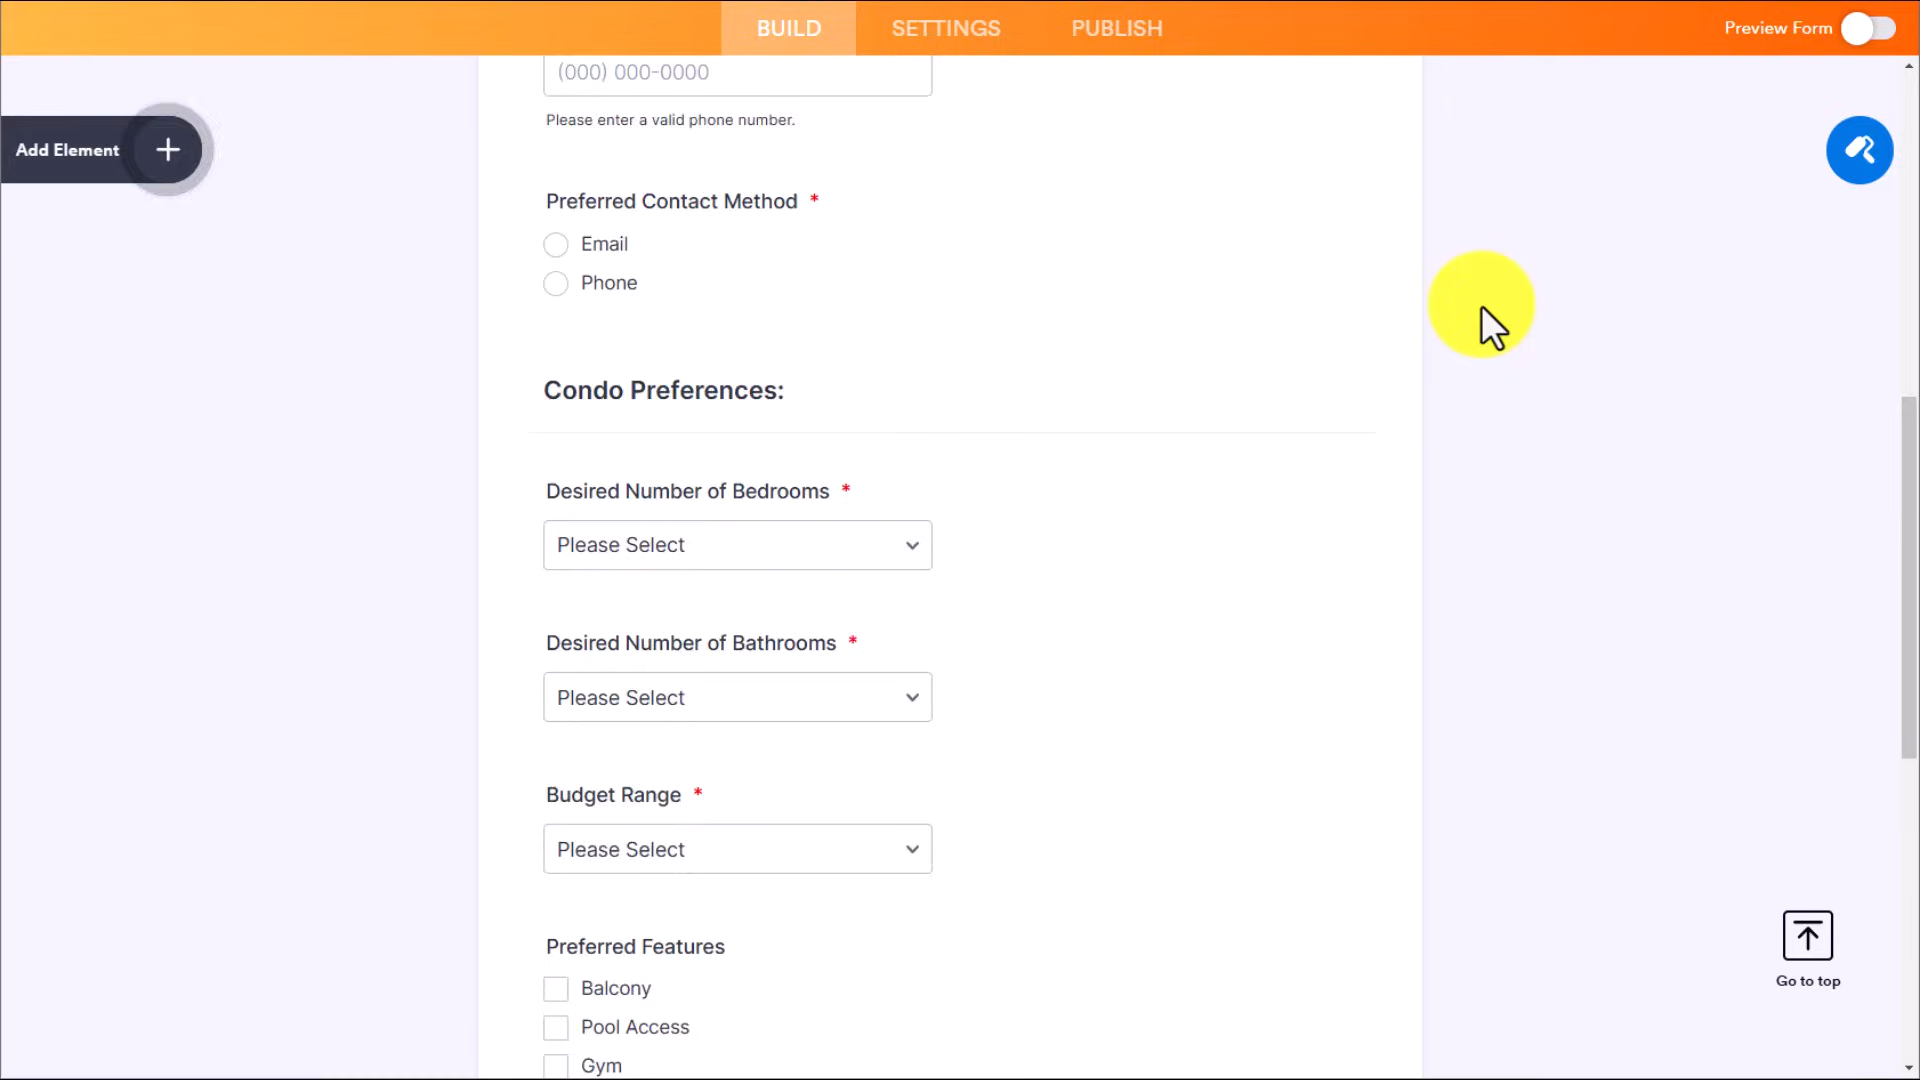 BUILD
SETTINGS
PUBLISH
Preview Form
(000) 000-0000
Please enter a valid phone number.
Add Element
Preferred Contact Method *
Email
Phone
Condo Preferences:
Desired Number of Bedrooms *
Please Select
Desired Number of Bathrooms *
Please Select
Budget Range *
Please Select
Preferred Features
Balcony
Pool Access
Gym
Go to top